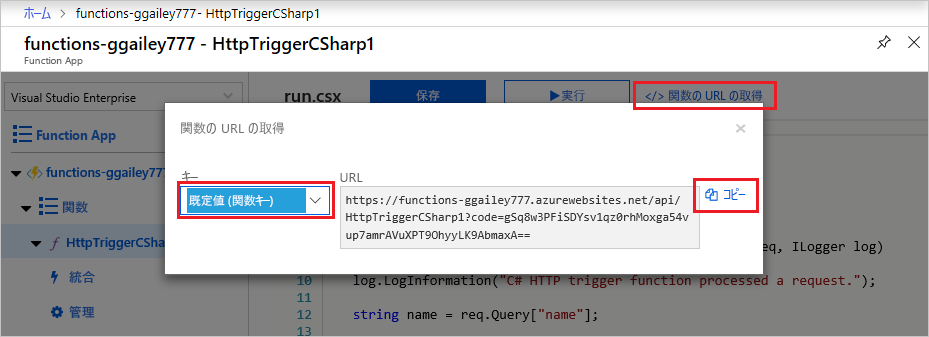 ホーム > functions-ggailey777- HttpTriggerCSharp1
functions-ggailey777 - HttpTriggerCSharp1
Function App
Visual Studio Enterprise
run.csx
保存
▶実行
</> 関数の URL の取得
Function App
functions-ggailey777
関数
HttpTriggerCSha
統合
管理
関数の URL の取得
キー
既定値 (関数キー)
URL
https://functions-ggailey777.azurewebsites.net/api/
HttpTriggerCSharp1?code=gSq8w3PFiSDYsv1qz0rhMoxga54v
up7amrAVuXPT9OhyyLK9AbmaxA==
コピー
eq, ILogger log)
10 log.LogInformation("C# HTTP trigger function processed a request.");
11
12 string name = req.Query["name"];
13